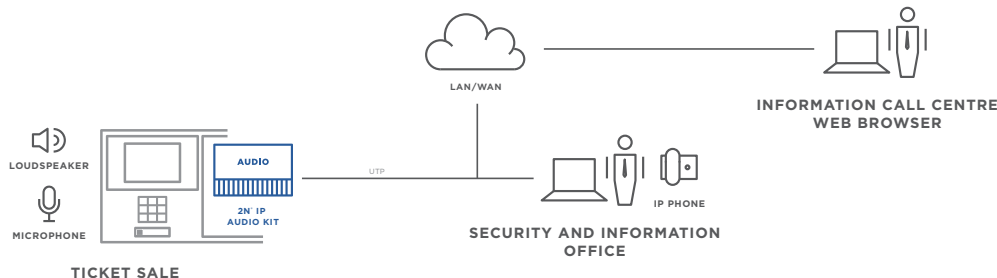 LAN/WAN
INFORMATION CALL CENTRE
WEB BROWSER
LOUDSPEAKER
AUDIO
UTP
2N® IP
AUDIO KIT
MICROPHONE
IP PHONE
SECURITY AND INFORMATION
OFFICE
TICKET SALE